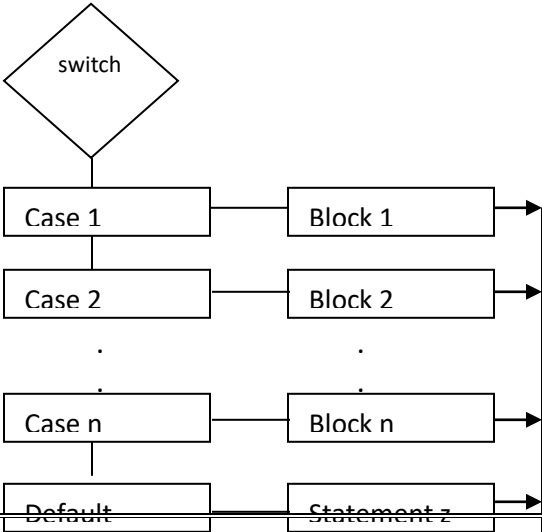 switch
Case 1 Block 1
Case 2 Block 2
. .
. .
Case n Block n
Default Statement z